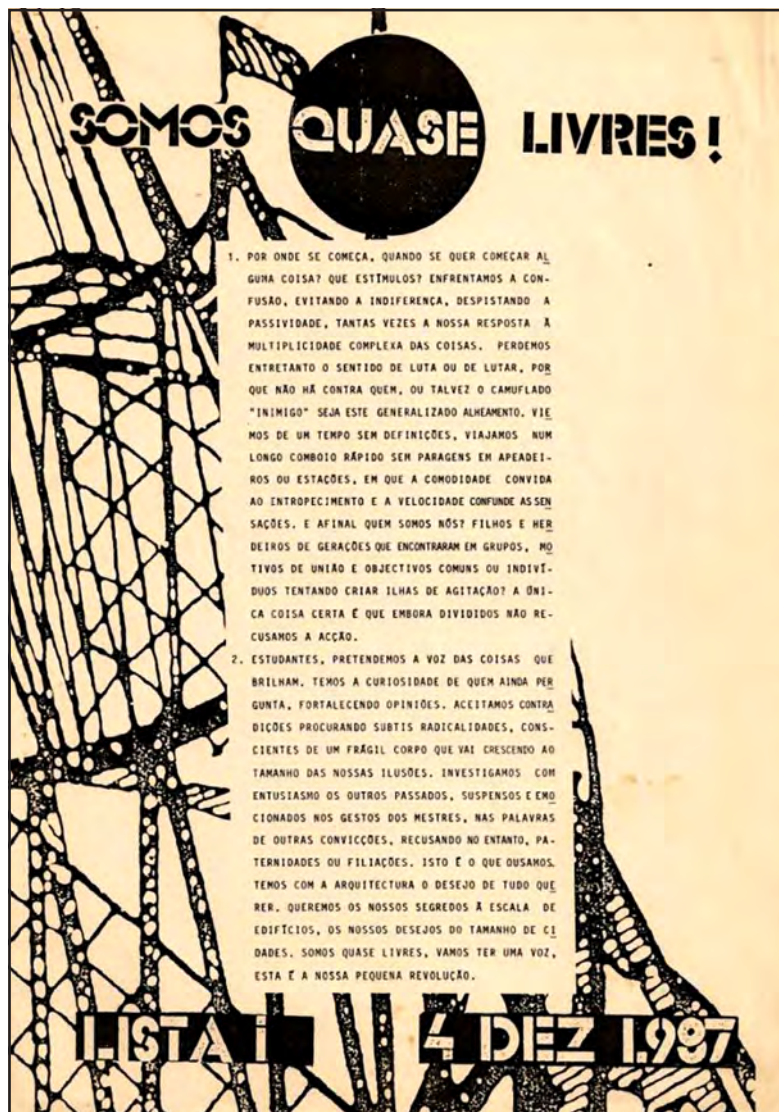 SOMOS QUASE LIVRES!
1. POR ONDE SE COMEÇA, QUANDO SE QUER COMEÇAR AL
GUMA COISA? QUE ESTÍMULOS? ENFRENTAMOS A CON-
FUSÃO, EVITANDO A INDIFERENÇA, DESPISTANDO A
PASSIVIDADE, TANTAS VEZES A NOSSA RESPOSTA À
MULTIPLICIDADE COMPLEXA DAS COISAS. PERDEMOS
ENTRETANTO O SENTIDO DE LUTA OU DE LUTAR, POR
QUE NÃO HÁ CONTRA QUEM, OU TALVEZ O CAMUFLADO
"INIMIGO" SEJA ESTE GENERALIZADO ALHEAMENTO. VIE
MOS DE UM TEMPO SEM DEFINIÇÕES, VIAJAMOS NUM
LONGO COMBOIO RÁPIDO SEM PARAGENS EM APEADEI-
ROS OU ESTAÇÕES, EM QUE A COMODIDADE CONVIDA
AO ENTROPECIMENTO E A VELOCIDADE CONFUNDE AS SEN
SAÇÕES. E AFINAL QUEM SOMOS NÓS? FILHOS E HER
DEIROS DE GERAÇÕES QUE ENCONTRARAM EM GRUPOS, MO
TIVOS DE UNIÃO E OBJECTIVOS COMUNS OU INDIVÍ-
DUOS TENTANDO CRIAR ILHAS DE AGITAÇÃO? A ÚNI-
CA COISA CERTA É QUE EMBORA DIVIDIDOS NÃO RE-
CUSAMOS A ACÇÃO.
2. ESTUDANTES, PRETENDEMOS A VOZ DAS COISAS QUE
BRILHAM. TEMOS A CURIOSIDADE DE QUEM AINDA PER
GUNTA, FORTALECENDO OPINIÕES. ACEITAMOS CONTRA
DIÇÕES PROCURANDO SUBTIS RADICALIDADES, CONS-
CIENTES DE UM FRÁGIL CORPO QUE VAI CRESCENDO AO
TAMANHO DAS NOSSAS ILUSÕES. INVESTIGAMOS COM
ENTUSIASMO OS OUTROS PASSADOS, SUSPENSOS E EMO
CIONADOS NOS GESTOS DOS MESTRES, NAS PALAVRAS
DE OUTRAS CONVICÇÕES, RECUSANDO NO ENTANTO, PA-
TERNIDADES OU FILIAÇÕES. ISTO É O QUE OUSAMOS.
TEMOS COM A ARQUITECTURA O DESEJO DE TUDO QUE
RER. QUEREMOS OS NOSSOS SEGREDOS À ESCALA DE
EDIFÍCIOS, OS NOSSOS DESEJOS DO TAMANHO DE CI
DADES. SOMOS QUASE LIVRES, VAMOS TER UMA VOZ,
ESTA É A NOSSA PEQUENA REVOLUÇÃO.
LISTA i 4 DEZ 1.987